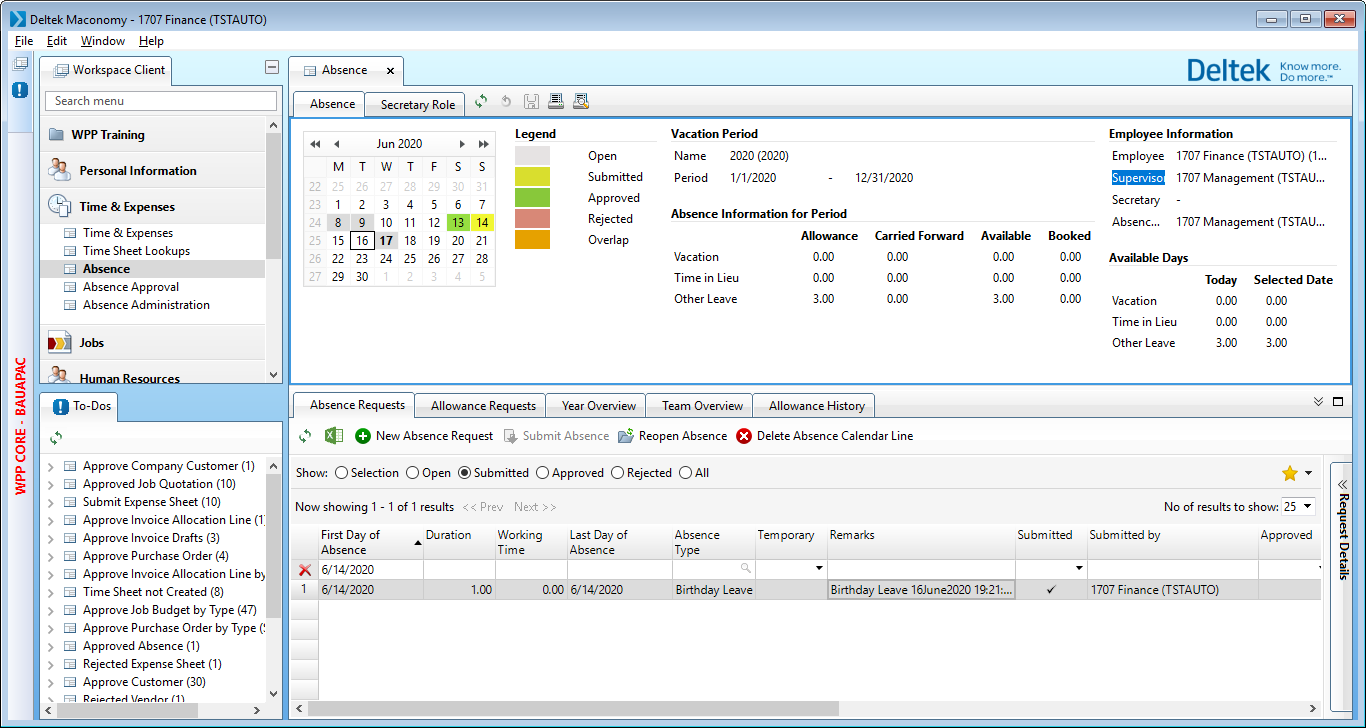 Deltek Maconomy - 1707 Finance (TSTAUTO)
File Edit Window Help
WPP CORE - BAUAPAC
Workspace Client
Search menu
WPP Training
Personal Information
Time & Expenses
Time & Expenses
Time Sheet Lookups
Absence
Absence Approval
Absence Administration
Jobs
Human Resources
To-Dos
Approve Company Customer (1)
Approved Job Quotation (10)
Submit Expense Sheet (10)
Approve Invoice Allocation Line (1
Approve Invoice Drafts (3)
Approve Purchase Order (4)
Approve Invoice Allocation Line by
Time Sheet not Created (8)
Approve Job Budget by Type (47)
Approve Purchase Order by Type (
Approved Absence (1)
Rejected Expense Sheet (1)
Approve Customer (30)
Rejected Vendor (1)
Absence
Deltek Know more.
Do more.™
Absence Secretary Role
Jun 2020
M T W T F S S
22 25 26 27 28 29 30 31
23 1 2 3 4 5 6 7
24 8 9 10 11 12 13 14
25 15 16 17 18 19 20 21
26 22 23 24 25 26 27 28
27 29 30 1 2 3 4 5
Legend
Open
Submitted
Approved
Rejected
Overlap
Vacation Period
Name 2020 (2020)
Period 1/1/2020 - 12/31/2020
Absence Information for Period
Allowance Carried Forward Available Booked
Vacation 0.00 0.00 0.00 0.00
Time in Lieu 0.00 0.00 0.00 0.00
Other Leave 3.00 0.00 3.00 0.00
Employee Information
Employee 1707 Finance (TSTAUTO) (1...
Supervisor 1707 Management (TSTAU...
Secretary -
Absenc... 1707 Management (TSTAU...
Available Days
Today Selected Date
Vacation 0.00 0.00
Time in Lieu 0.00 0.00
Other Leave 3.00 3.00
Absence Requests Allowance Requests Year Overview Team Overview Allowance History
New Absence Request Submit Absence Reopen Absence Delete Absence Calendar Line
Show: Selection Open Submitted Approved Rejected All
Now showing 1 - 1 of 1 results << Prev Next >> No of results to show: 25
First Day of Absence Duration Working Time Last Day of Absence Absence Type Temporary Remarks Submitted Submitted by Approved
6/14/2020
1 6/14/2020 1.00 0.00 6/14/2020 Birthday Leave Birthday Leave 16June2020 19:21:... ✓ 1707 Finance (TSTAUTO)
Request Details